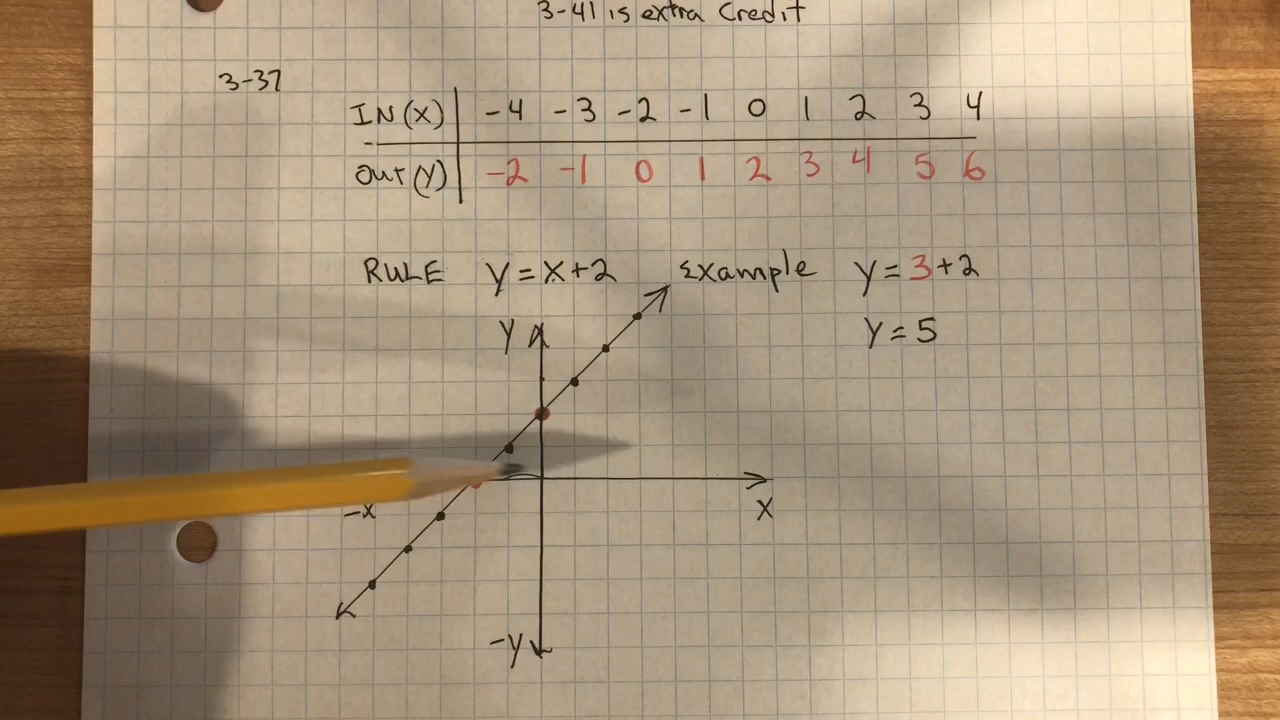 3-41 is extra Credit
3-37
IN(X) -4 -3 -2 -1 0 1 2 3 4
Out(Y) -2 -1 0 1 2 3 4 5 6
RULE Y=X+2 Example Y=3+2
Y=5
Y
-X
X
-Y